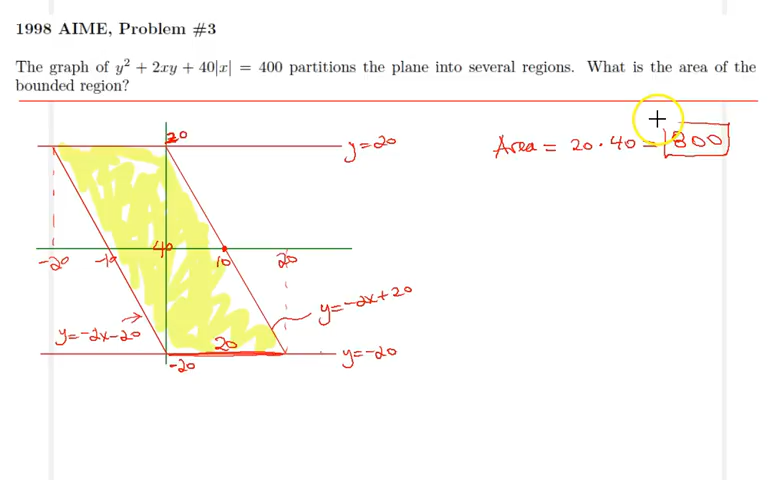 1998 AIME, Problem #3
The graph of y² + 2xy + 40|x| = 400 partitions the plane into several regions. What is the area of the
bounded region?
20
y=20
Area = 20 · 40 = 800
40
-20
-10
10
20
y=-2x+20
y=-2x-20
20
y=-20
-20